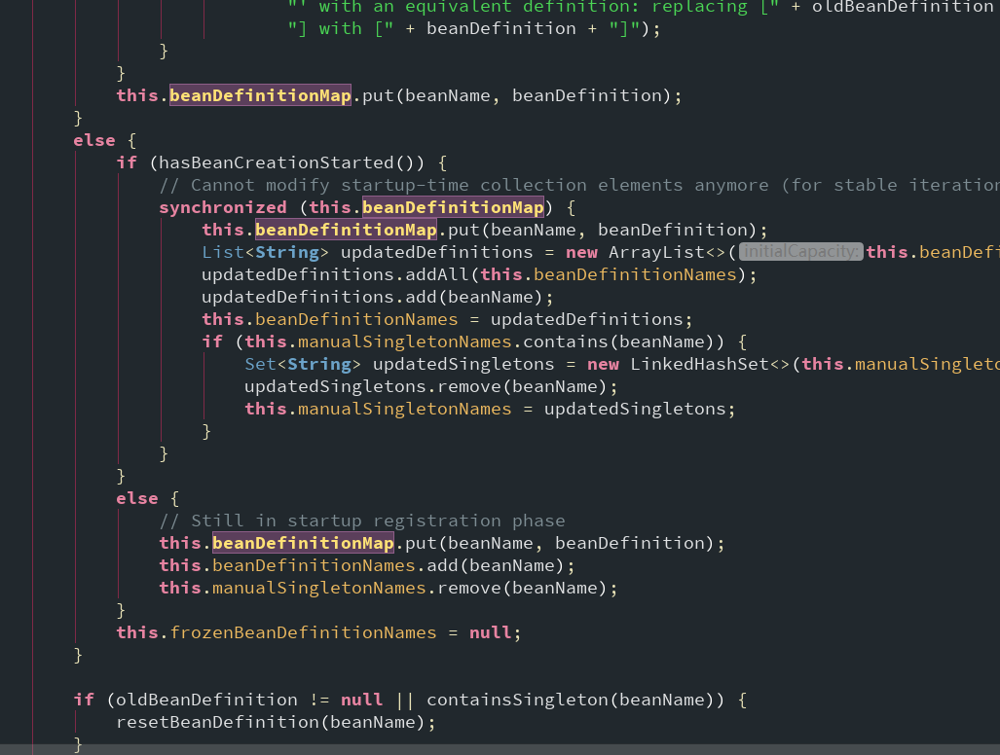 "' with an equivalent definition: replacing [" + oldBeanDefinition
"] with [" + beanDefinition + "]");
}
}
this.beanDefinitionMap.put(beanName, beanDefinition);
}
else {
if (hasBeanCreationStarted()) {
// Cannot modify startup-time collection elements anymore (for stable iteration
synchronized (this.beanDefinitionMap) {
this.beanDefinitionMap.put(beanName, beanDefinition);
List<String> updatedDefinitions = new ArrayList<>( initialCapacity: this.beanDefi
updatedDefinitions.addAll(this.beanDefinitionNames);
updatedDefinitions.add(beanName);
this.beanDefinitionNames = updatedDefinitions;
if (this.manualSingletonNames.contains(beanName)) {
Set<String> updatedSingletons = new LinkedHashSet<>(this.manualSingleto
updatedSingletons.remove(beanName);
this.manualSingletonNames = updatedSingletons;
}
}
}
else {
// Still in startup registration phase
this.beanDefinitionMap.put(beanName, beanDefinition);
this.beanDefinitionNames.add(beanName);
this.manualSingletonNames.remove(beanName);
}
this.frozenBeanDefinitionNames = null;
}
if (oldBeanDefinition != null || containsSingleton(beanName)) {
resetBeanDefinition(beanName);
}